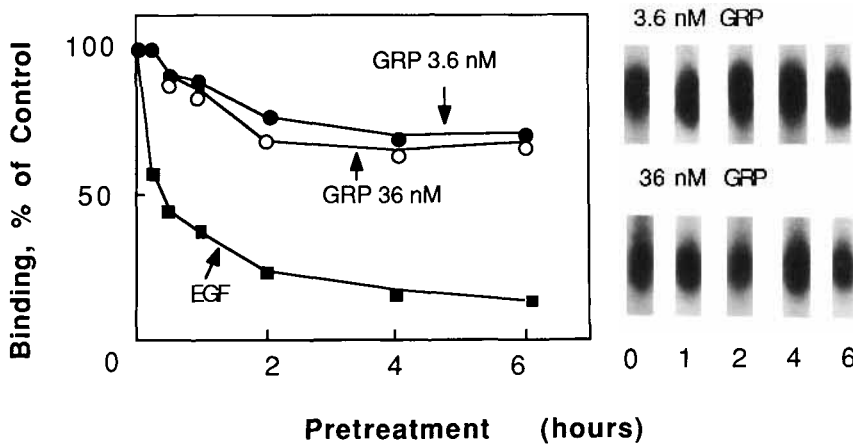 Binding, % of Control
100
50
0
2
4
6
GRP 3.6 nM
GRP 36 nM
EGF
Pretreatment (hours)
3.6 nM GRP
36 nM GRP
0 1 2 4 6